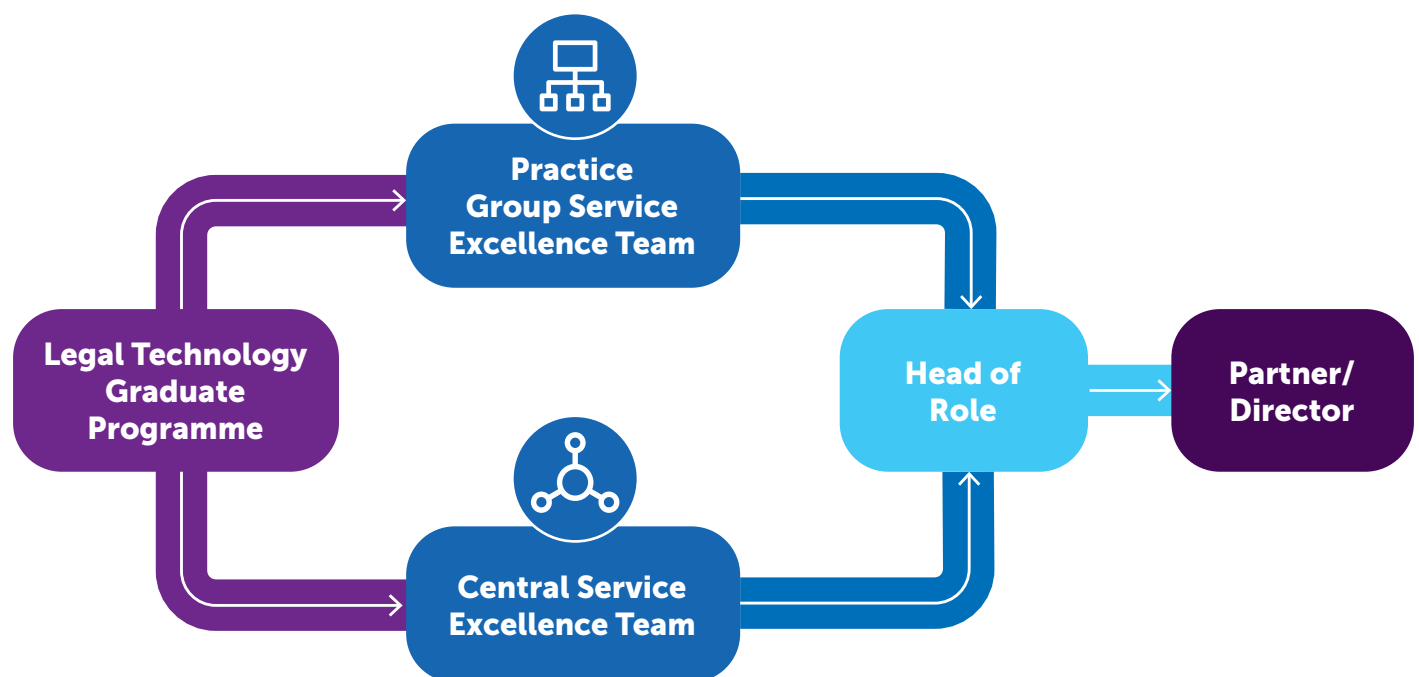 Practice
Group Service
Excellence Team
Legal Technology
Graduate
Programme
Head of
Role
Partner/
Director
Central Service
Excellence Team